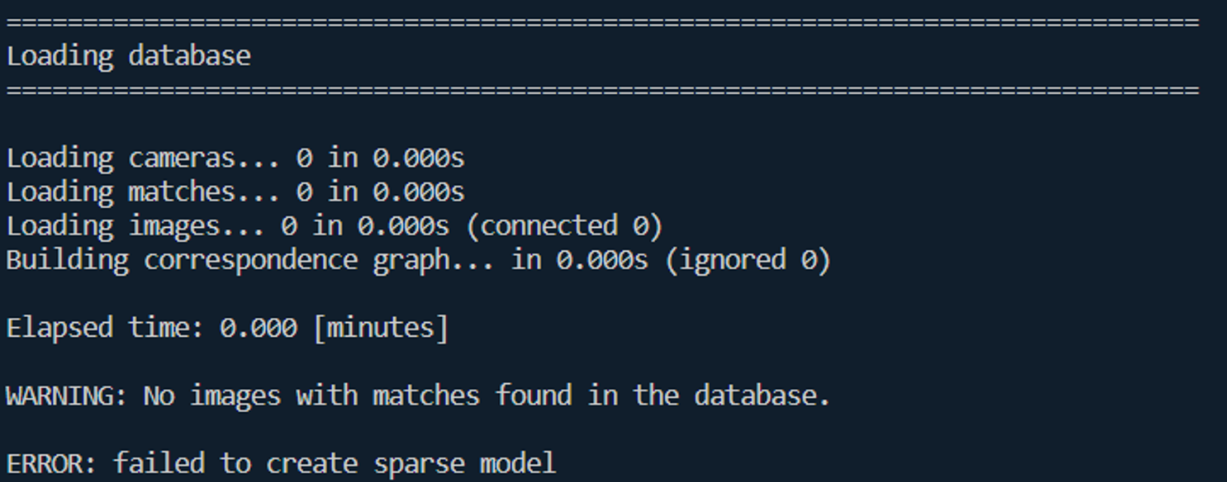 ==============================================================================
Loading database
==============================================================================
Loading cameras... 0 in 0.000s
Loading matches... 0 in 0.000s
Loading images... 0 in 0.000s (connected 0)
Building correspondence graph... in 0.000s (ignored 0)
Elapsed time: 0.000 [minutes]
WARNING: No images with matches found in the database.
ERROR: failed to create sparse model